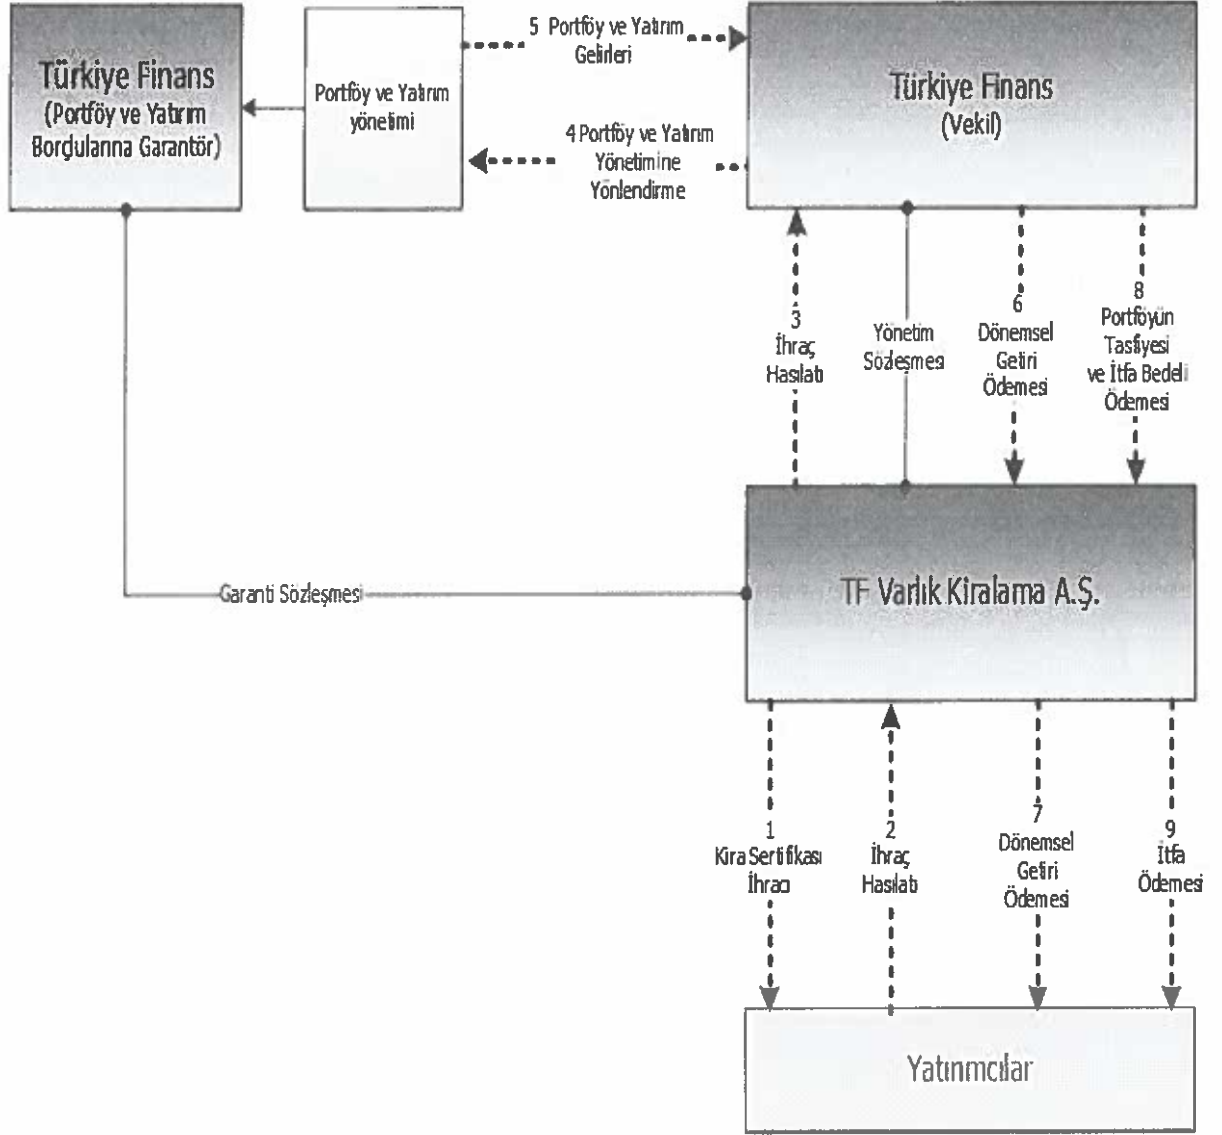 Türkiye Finans
(Portföy ve Yatırım
Borçlularına Garantör)
Portföy ve Yatırım
yönetimi
5 Portföy ve Yatırım
Gelirleri
4 Portföy ve Yatırım
Yönetimine
Yönlendirme
Türkiye Finans
(Vekil)
3
İhraç
Hasılatı
Yönetim
Sözleşmesi
6
Dönemsel
Getiri
Ödemesi
8
Portföyün
Tasfiyesi
ve İtfa Bedeli
Ödemesi
Garanti Sözleşmesi
TF Varlık Kiralama A.Ş.
1
Kira Sertifikası
İhracı
2
İhraç
Hasılatı
7
Dönemsel
Getiri
Ödemesi
9
İtfa
Ödemesi
Yatırımcılar